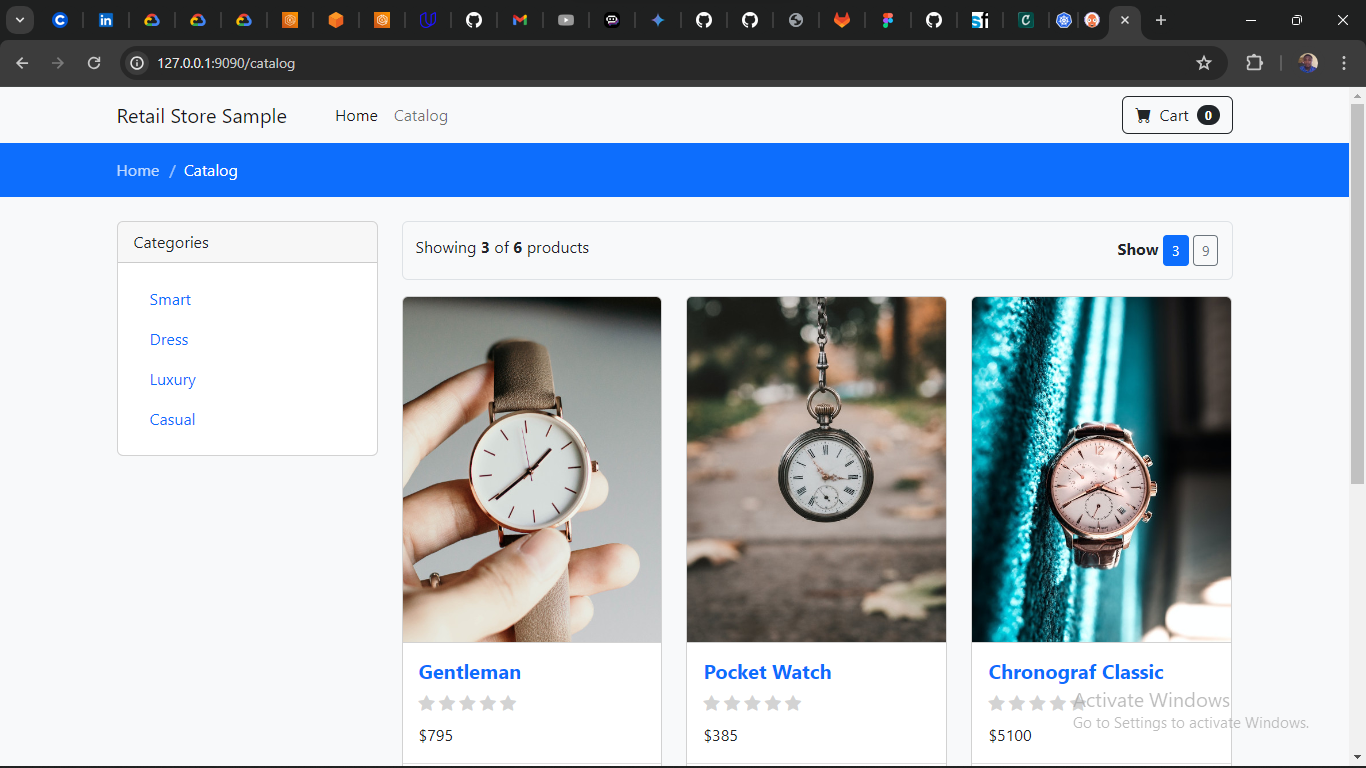 127.0.0.1:9090/catalog
Retail Store Sample Home Catalog Cart 0
Home / Catalog
Categories
Smart
Dress
Luxury
Casual
Showing 3 of 6 products Show 3 9
Gentleman
$795
Pocket Watch
$385
Chronograf Classic
$5100
Activate Windows
Go to Settings to activate Windows.